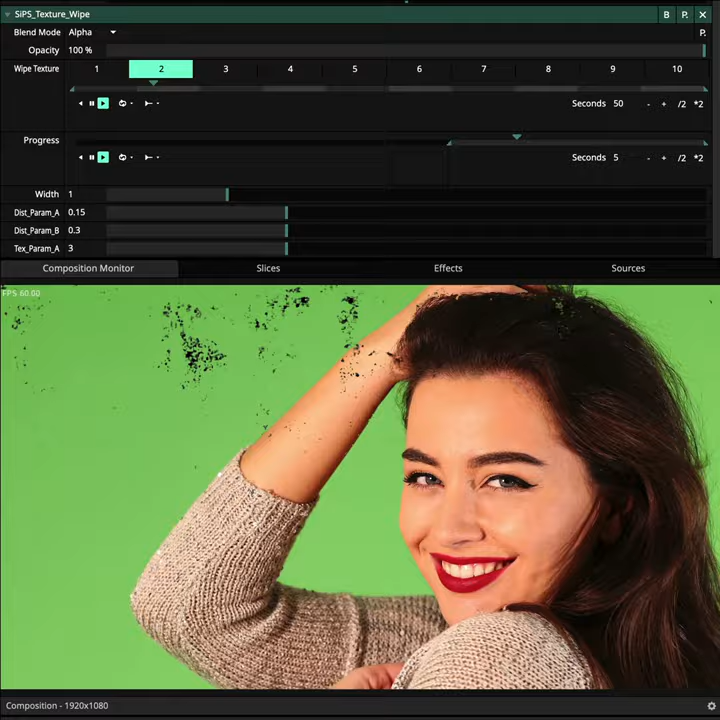 SiPS_Texture_Wipe B P.
Blend Mode Alpha P.
Opacity 100 %
Wipe Texture 1 2 3 4 5 6 7 8 9 10
Seconds 50 - + /2 *2
Progress
Seconds 5 - + /2 *2
Width 1
Dist_Param_A 0.15
Dist_Param_B 0.3
Tex_Param_A 3
Composition Monitor Slices Effects Sources
FPS 60.00
Composition - 1920x1080